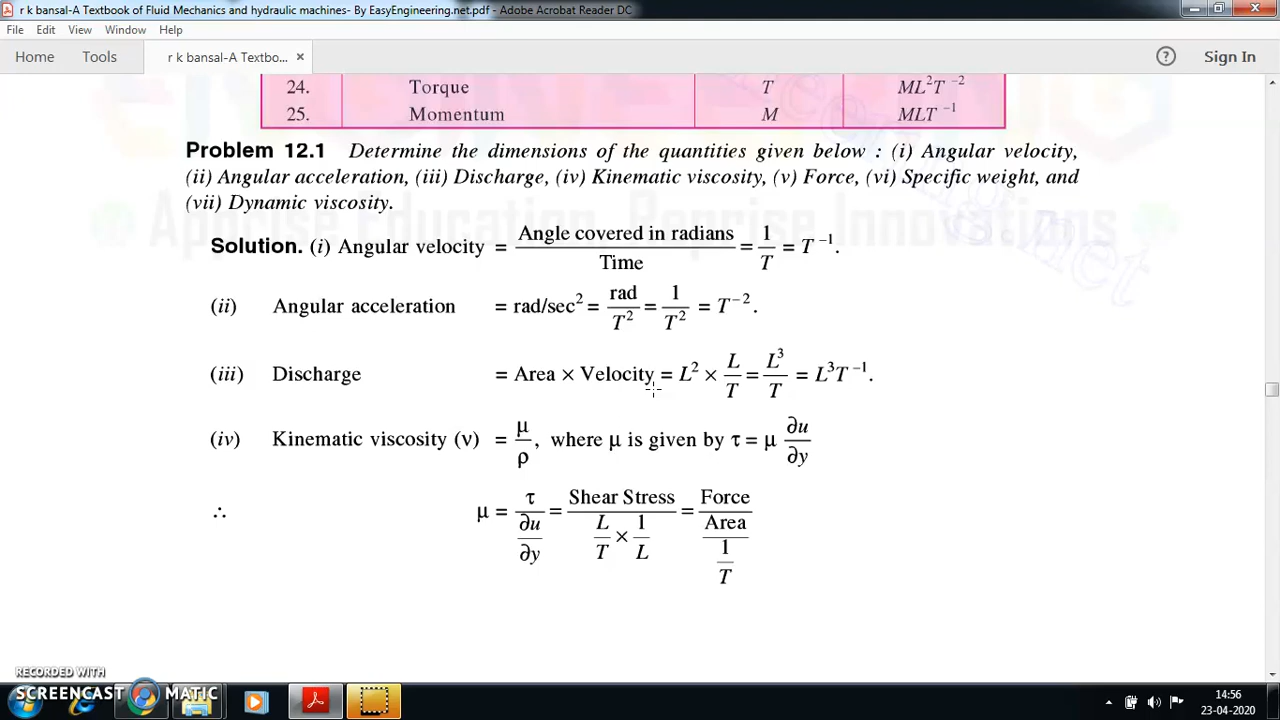 r k bansal-A Textbook of Fluid Mechanics and hydraulic machines- By EasyEngineering.net.pdf - Adobe Acrobat Reader DC
File Edit View Window Help
Home Tools r k bansal-A Textbo... × Sign In
24. Torque T ML²T ⁻²
25. Momentum M MLT ⁻¹
Problem 12.1 Determine the dimensions of the quantities given below : (i) Angular velocity,
(ii) Angular acceleration, (iii) Discharge, (iv) Kinematic viscosity, (v) Force, (vi) Specific weight, and
(vii) Dynamic viscosity.
Solution. (i) Angular velocity = Angle covered in radians / Time = 1/T = T ⁻¹.
(ii) Angular acceleration = rad/sec² = rad/T² = 1/T² = T⁻².
(iii) Discharge = Area × Velocity = L² × L/T = L³/T = L³T ⁻¹.
(iv) Kinematic viscosity (ν) = μ/ρ, where μ is given by τ = μ ∂u/∂y
∴ μ = τ/(∂u/∂y) = Shear Stress/(L/T × 1/L) = (Force/Area)/(1/T)
Apprise Education, Reprise Innovations
RECORDED WITH
SCREENCAST MATIC
14:56
23-04-2020